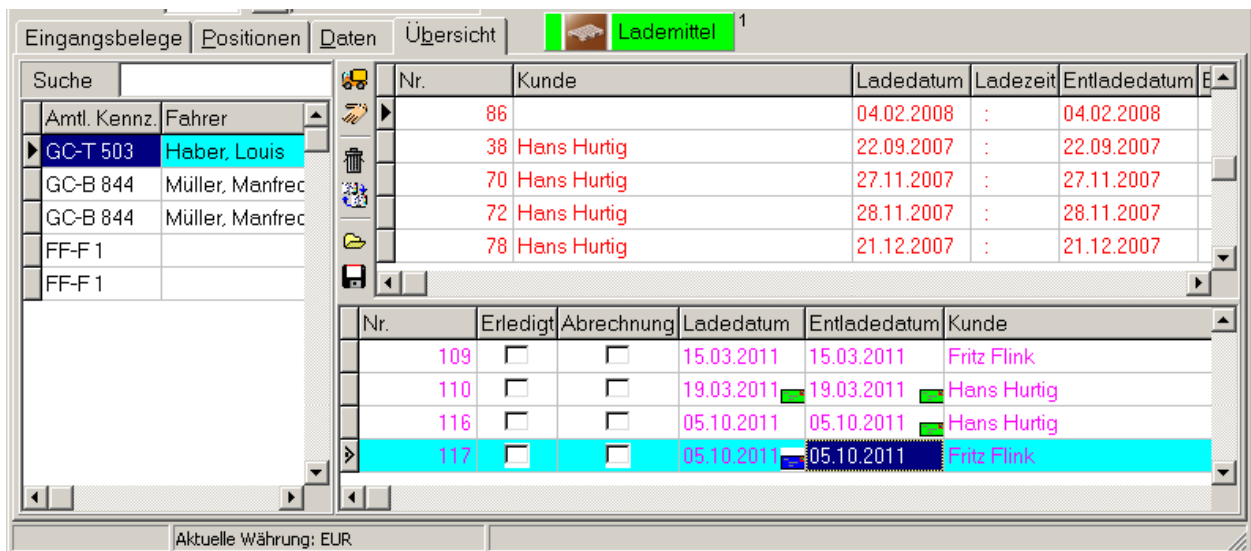 Eingangsbelege Positionen Daten Übersicht Lademittel 1
Suche
Amtl. Kennz. Fahrer
GC-T 503 Haber, Louis
GC-B 844 Müller, Manfred
GC-B 844 Müller, Manfred
FF-F 1
FF-F 1
Nr. Kunde Ladedatum Ladezeit Entladedatum E
86 04.02.2008 : 04.02.2008
38 Hans Hurtig 22.09.2007 : 22.09.2007
70 Hans Hurtig 27.11.2007 : 27.11.2007
72 Hans Hurtig 28.11.2007 : 28.11.2007
78 Hans Hurtig 21.12.2007 : 21.12.2007
Nr. Erledigt Abrechnung Ladedatum Entladedatum Kunde
109 15.03.2011 15.03.2011 Fritz Flink
110 19.03.2011 19.03.2011 Hans Hurtig
116 05.10.2011 05.10.2011 Hans Hurtig
117 05.10.2011 05.10.2011 Fritz Flink
Aktuelle Währung: EUR